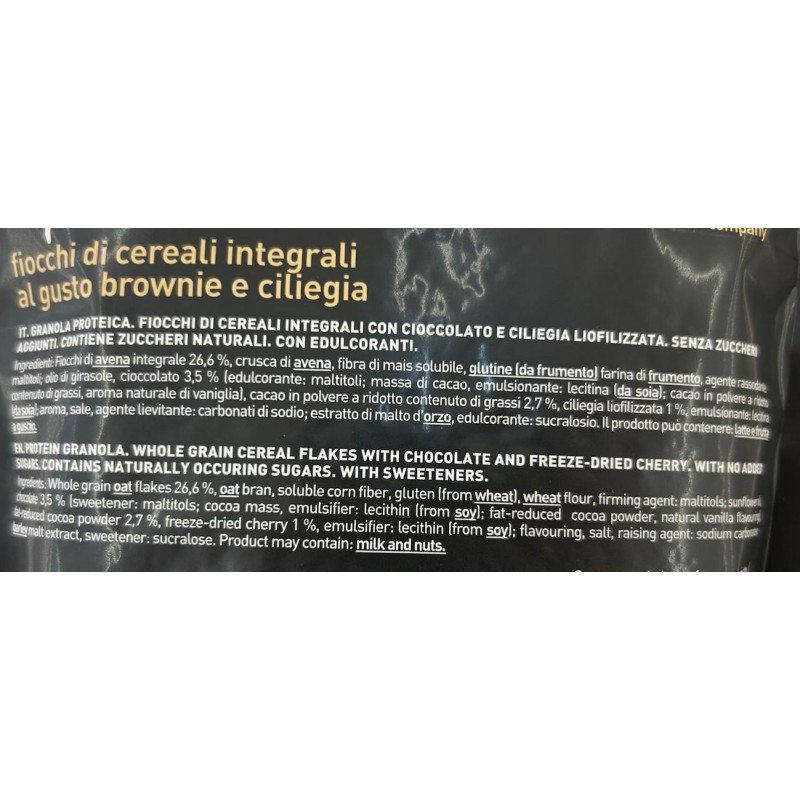 company
fiocchi di cereali integrali
al gusto brownie e ciliegia
IT. GRANOLA PROTEICA. FIOCCHI DI CEREALI INTEGRALI CON CIOCCOLATO E CILIEGIA LIOFILIZZATA. SENZA ZUCCHERI
AGGIUNTI. CONTIENE ZUCCHERI NATURALI. CON EDULCORANTI.
Ingredienti: Fiocchi di avena integrale 26,6 %, crusca di avena, fibra di mais solubile, glutine (da frumento) farina di frumento, agente rassodante:
maltitoli; olio di girasole, cioccolato 3,5 % (edulcorante: maltitoli; massa di cacao, emulsionante: lecitina (da soia); cacao in polvere a ridotto
contenuto di grassi, aroma naturale di vaniglia), cacao in polvere a ridotto contenuto di grassi 2,7 %, ciliegia liofilizzata 1 %, emulsionante: lecitina
(da soia); aroma, sale, agente lievitante: carbonati di sodio; estratto di malto d'orzo, edulcorante: sucralosio. Il prodotto può contenere: latte e frutta
a guscio.
EN. PROTEIN GRANOLA. WHOLE GRAIN CEREAL FLAKES WITH CHOCOLATE AND FREEZE-DRIED CHERRY. WITH NO ADDED
SUGARS. CONTAINS NATURALLY OCCURING SUGARS. WITH SWEETENERS.
Ingredients: Whole grain oat flakes 26,6 %, oat bran, soluble corn fiber, gluten (from wheat), wheat flour, firming agent: maltitols; sunflower
chocolate 3,5 % (sweetener: maltitols; cocoa mass, emulsifier: lecithin (from soy); fat-reduced cocoa powder, natural vanilla flavouring),
fat-reduced cocoa powder 2,7 %, freeze-dried cherry 1 %, emulsifier: lecithin (from soy); flavouring, salt, raising agent: sodium carbonates
barley malt extract, sweetener: sucralose. Product may contain: milk and nuts.